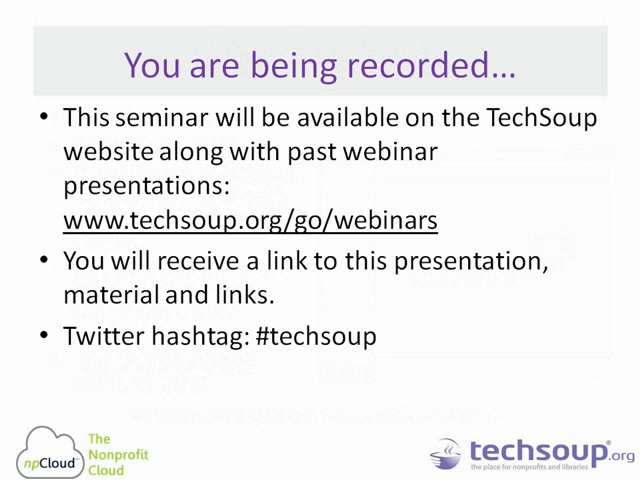 You are being recorded…
• This seminar will be available on the TechSoup
website along with past webinar
presentations:
www.techsoup.org/go/webinars
• You will receive a link to this presentation,
material and links.
• Twitter hashtag: #techsoup
npCloud™
The
Nonprofit
Cloud
techsoup®.org
the place for nonprofits and libraries